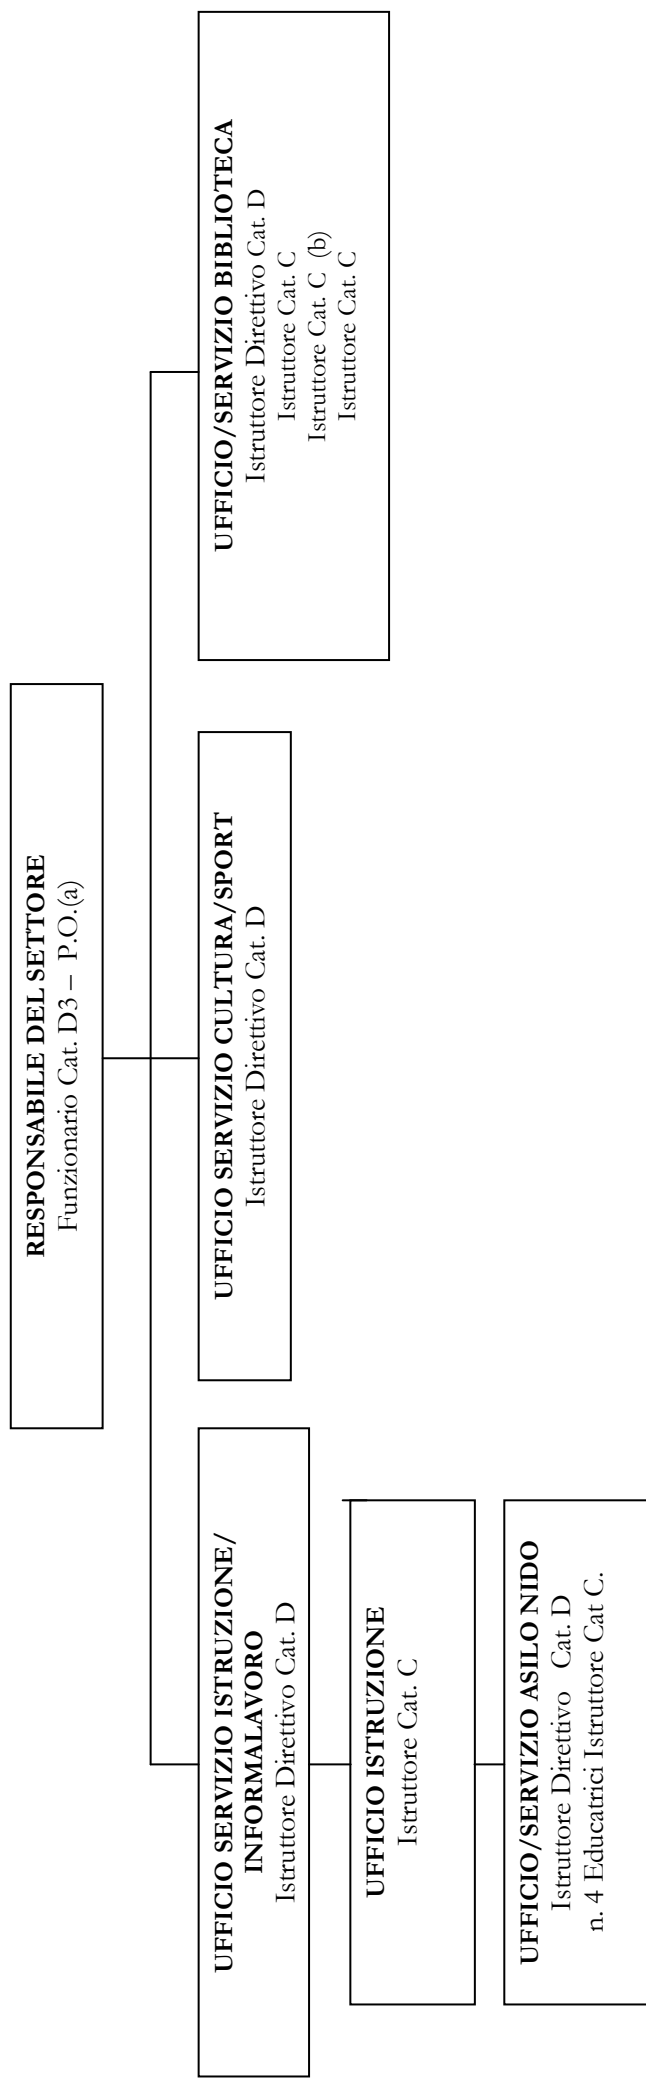 RESPONSABILE DEL SETTORE
Funzionario Cat. D3 – P.O.(a)
UFFICIO SERVIZIO ISTRUZIONE/
INFORMALAVORO
Istruttore Direttivo Cat. D
UFFICIO SERVIZIO CULTURA/SPORT
Istruttore Direttivo Cat. D
UFFICIO/SERVIZIO BIBLIOTECA
Istruttore Direttivo Cat. D
Istruttore Cat. C
Istruttore Cat. C (b)
Istruttore Cat. C
UFFICIO ISTRUZIONE
Istruttore Cat. C
UFFICIO/SERVIZIO ASILO NIDO
Istruttore Direttivo Cat. D
n. 4 Educatrici Istruttore Cat C.